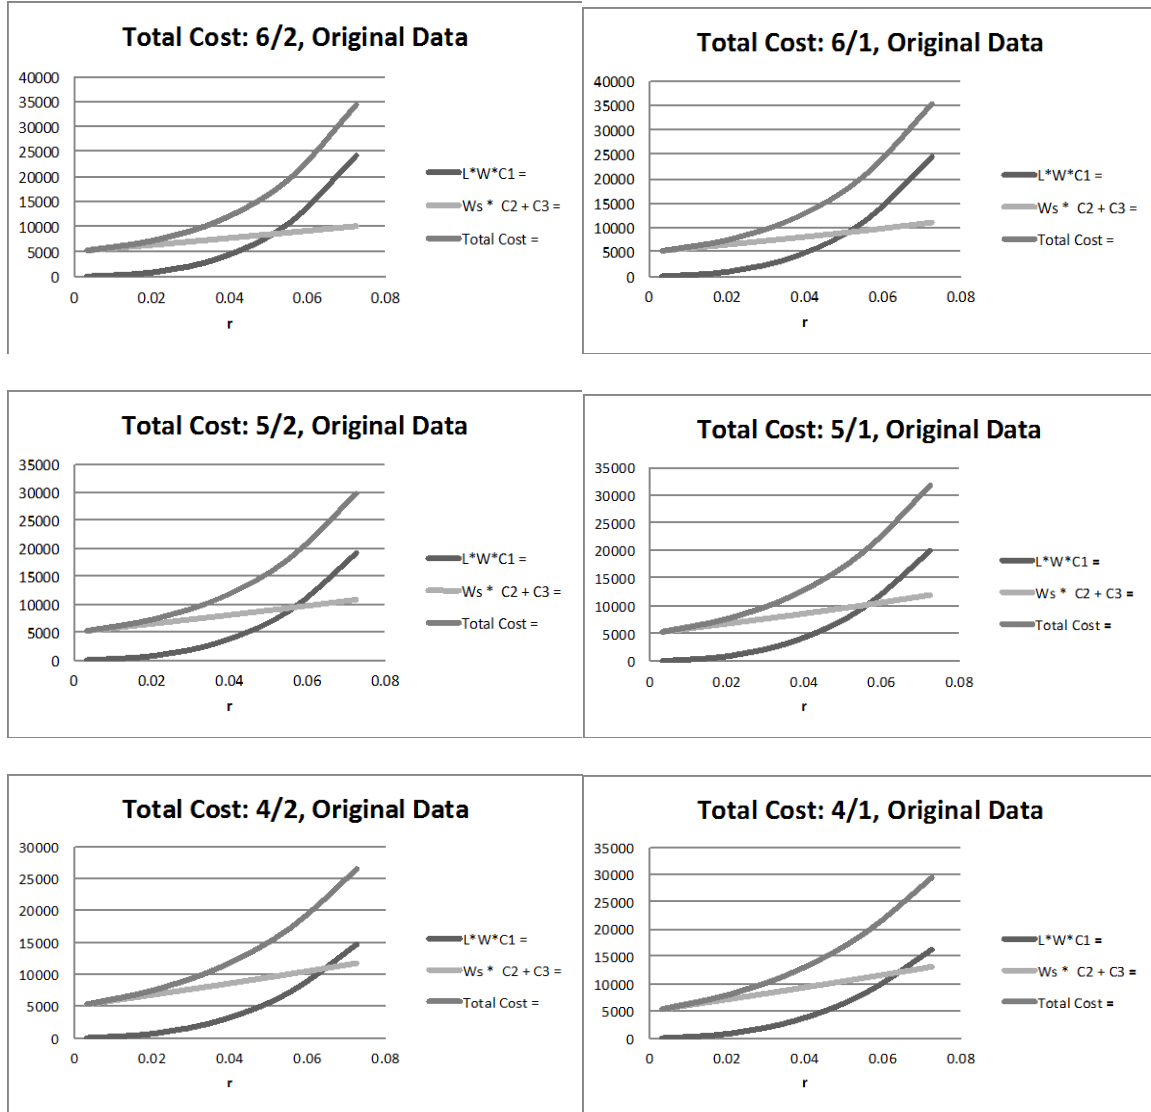 Total Cost: 6/2, Original Data
40000
35000
30000
25000
20000
15000
10000
5000
0
0 0.02 0.04 0.06 0.08
r
L*W*C1 =
Ws * C2 + C3 =
Total Cost =
Total Cost: 6/1, Original Data
40000
35000
30000
25000
20000
15000
10000
5000
0
0 0.02 0.04 0.06 0.08
r
L*W*C1 =
Ws * C2 + C3 =
Total Cost =
Total Cost: 5/2, Original Data
35000
30000
25000
20000
15000
10000
5000
0
0 0.02 0.04 0.06 0.08
r
L*W*C1 =
Ws * C2 + C3 =
Total Cost =
Total Cost: 5/1, Original Data
35000
30000
25000
20000
15000
10000
5000
0
0 0.02 0.04 0.06 0.08
r
L*W*C1 =
Ws * C2 + C3 =
Total Cost =
Total Cost: 4/2, Original Data
30000
25000
20000
15000
10000
5000
0
0 0.02 0.04 0.06 0.08
r
L*W*C1 =
Ws * C2 + C3 =
Total Cost =
Total Cost: 4/1, Original Data
35000
30000
25000
20000
15000
10000
5000
0
0 0.02 0.04 0.06 0.08
r
L*W*C1 =
Ws * C2 + C3 =
Total Cost =